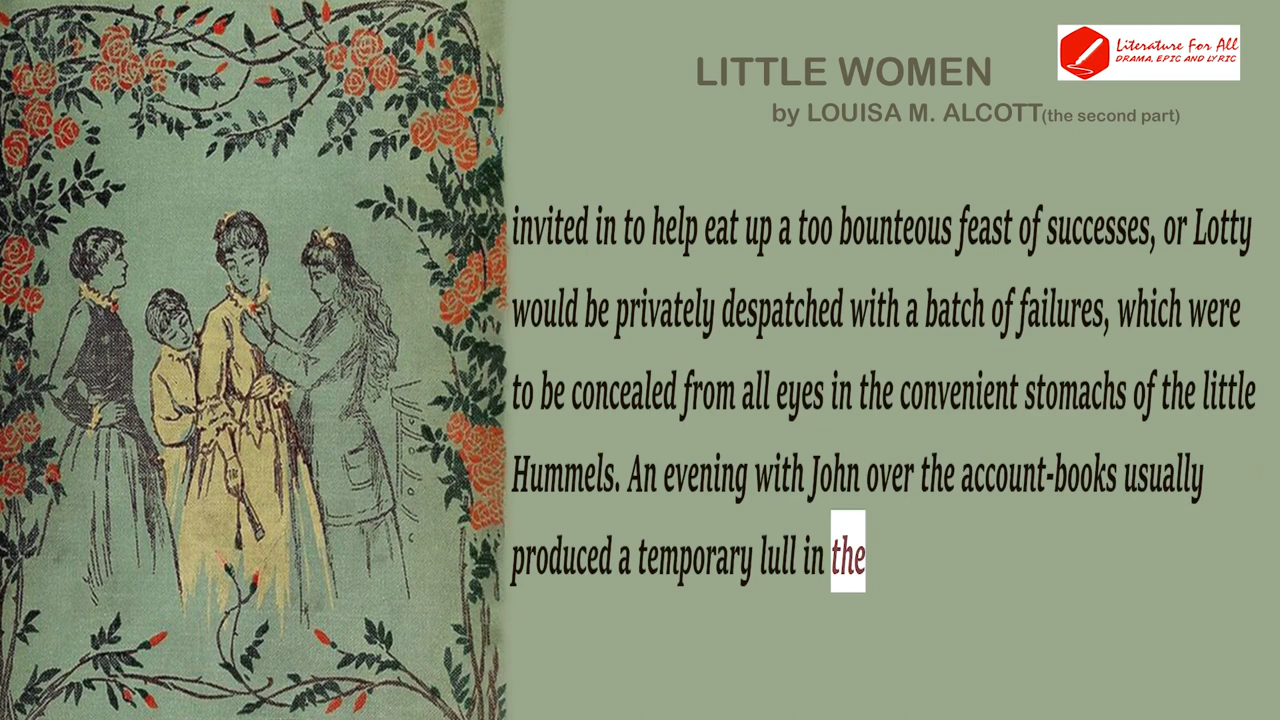 LITTLE WOMEN
by LOUISA M. ALCOTT(the second part)
Literature For All
DRAMA, EPIC AND LYRIC
invited in to help eat up a too bounteous feast of successes, or Lotty
would be privately despatched with a batch of failures, which were
to be concealed from all eyes in the convenient stomachs of the little
Hummels. An evening with John over the account-books usually
produced a temporary lull in the